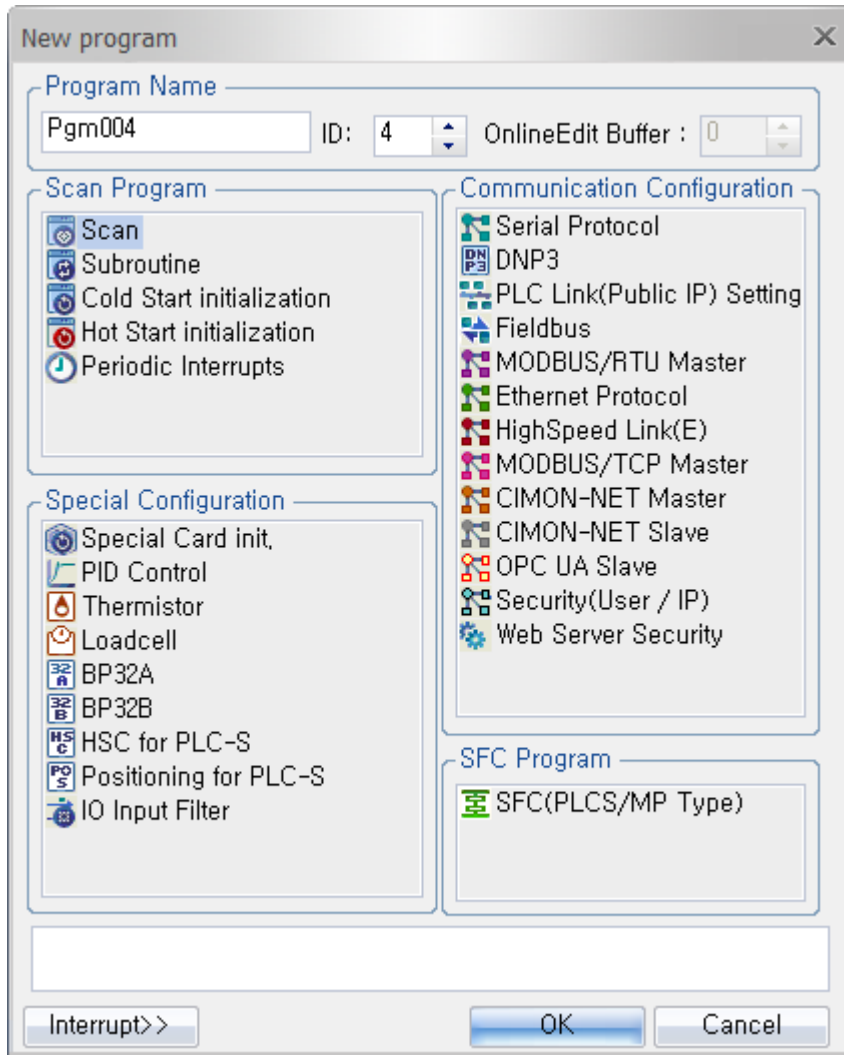 New program
Program Name
Pgm004 ID: 4 OnlineEdit Buffer : 0
Scan Program
Scan
Subroutine
Cold Start initialization
Hot Start initialization
Periodic Interrupts
Communication Configuration
Serial Protocol
DNP3
PLC Link(Public IP) Setting
Fieldbus
MODBUS/RTU Master
Ethernet Protocol
HighSpeed Link(E)
MODBUS/TCP Master
CIMON-NET Master
CIMON-NET Slave
OPC UA Slave
Security(User / IP)
Web Server Security
Special Configuration
Special Card init,
PID Control
Thermistor
Loadcell
32 A BP32A
32 B BP32B
HSC HSC for PLC-S
POS Positioning for PLC-S
IO Input Filter
SFC Program
SFC(PLCS/MP Type)
Interrupt>> OK Cancel